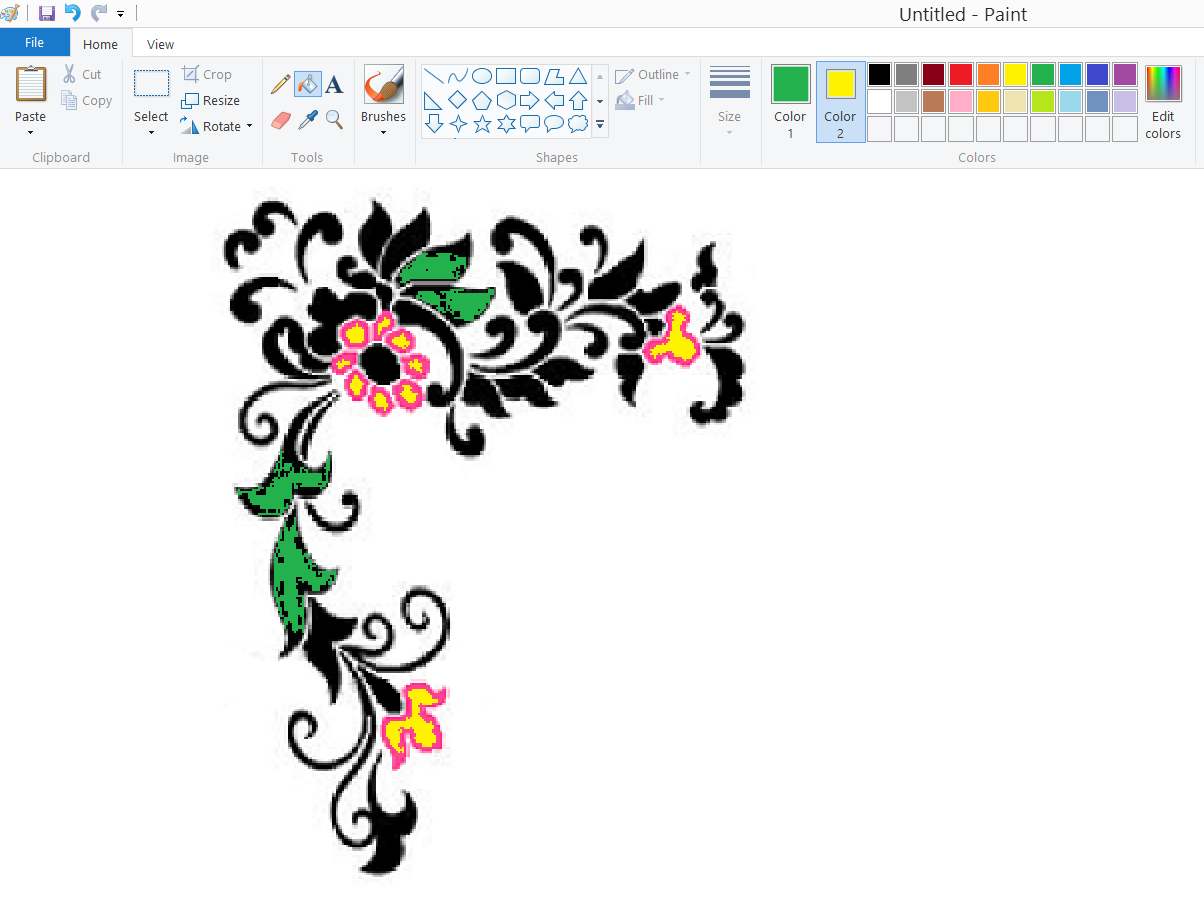 Untitled - Paint
File
Home
View
Paste
Cut
Copy
Clipboard
Select
Crop
Resize
Rotate
Image
A
Tools
Brushes
Outline
Fill
Shapes
Size
Color
1
Color
2
Edit
colors
Colors